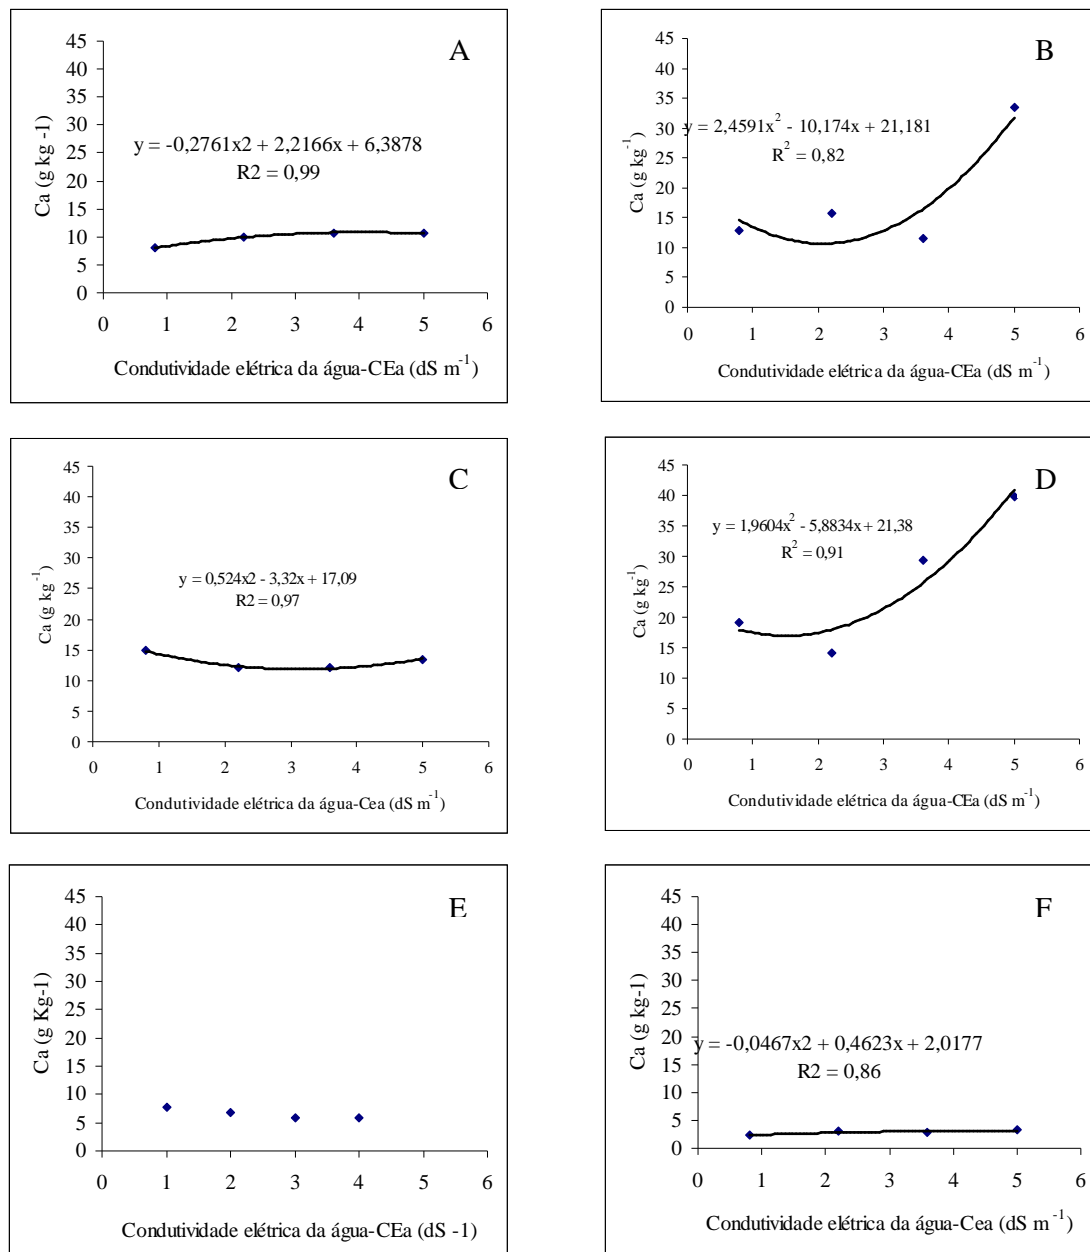 A
45
40
35
30
25
20
15
10
5
0
Ca (g kg -1)
y = -0,2761x2 + 2,2166x + 6,3878
R2 = 0,99
0 1 2 3 4 5 6
Condutividade elétrica da água-CEa (dS m⁻¹)
B
45
40
35
30
25
20
15
10
5
0
Ca (g kg⁻¹)
y = 2,4591x² - 10,174x + 21,181
R² = 0,82
0 1 2 3 4 5 6
Condutividade elétrica da água-CEa (dS m⁻¹)
C
45
40
35
30
25
20
15
10
5
0
Ca (g kg⁻¹)
y = 0,524x2 - 3,32x + 17,09
R2 = 0,97
0 1 2 3 4 5 6
Condutividade elétrica da água-Cea (dS m⁻¹)
D
45
40
35
30
25
20
15
10
5
0
Ca (g kg⁻¹)
y = 1,9604x² - 5,8834x + 21,38
R² = 0,91
0 1 2 3 4 5 6
Condutividade elétrica da água-CEa (dS m⁻¹)
E
45
40
35
30
25
20
15
10
5
0
Ca (g Kg-1)
0 1 2 3 4 5 6
Condutividade elétrica da água-CEa (dS -1)
F
45
40
35
30
25
20
15
10
5
0
Ca (g kg-1)
y = -0,0467x2 + 0,4623x + 2,0177
R2 = 0,86
0 1 2 3 4 5 6
Condutividade elétrica da água-Cea (dS m⁻¹)